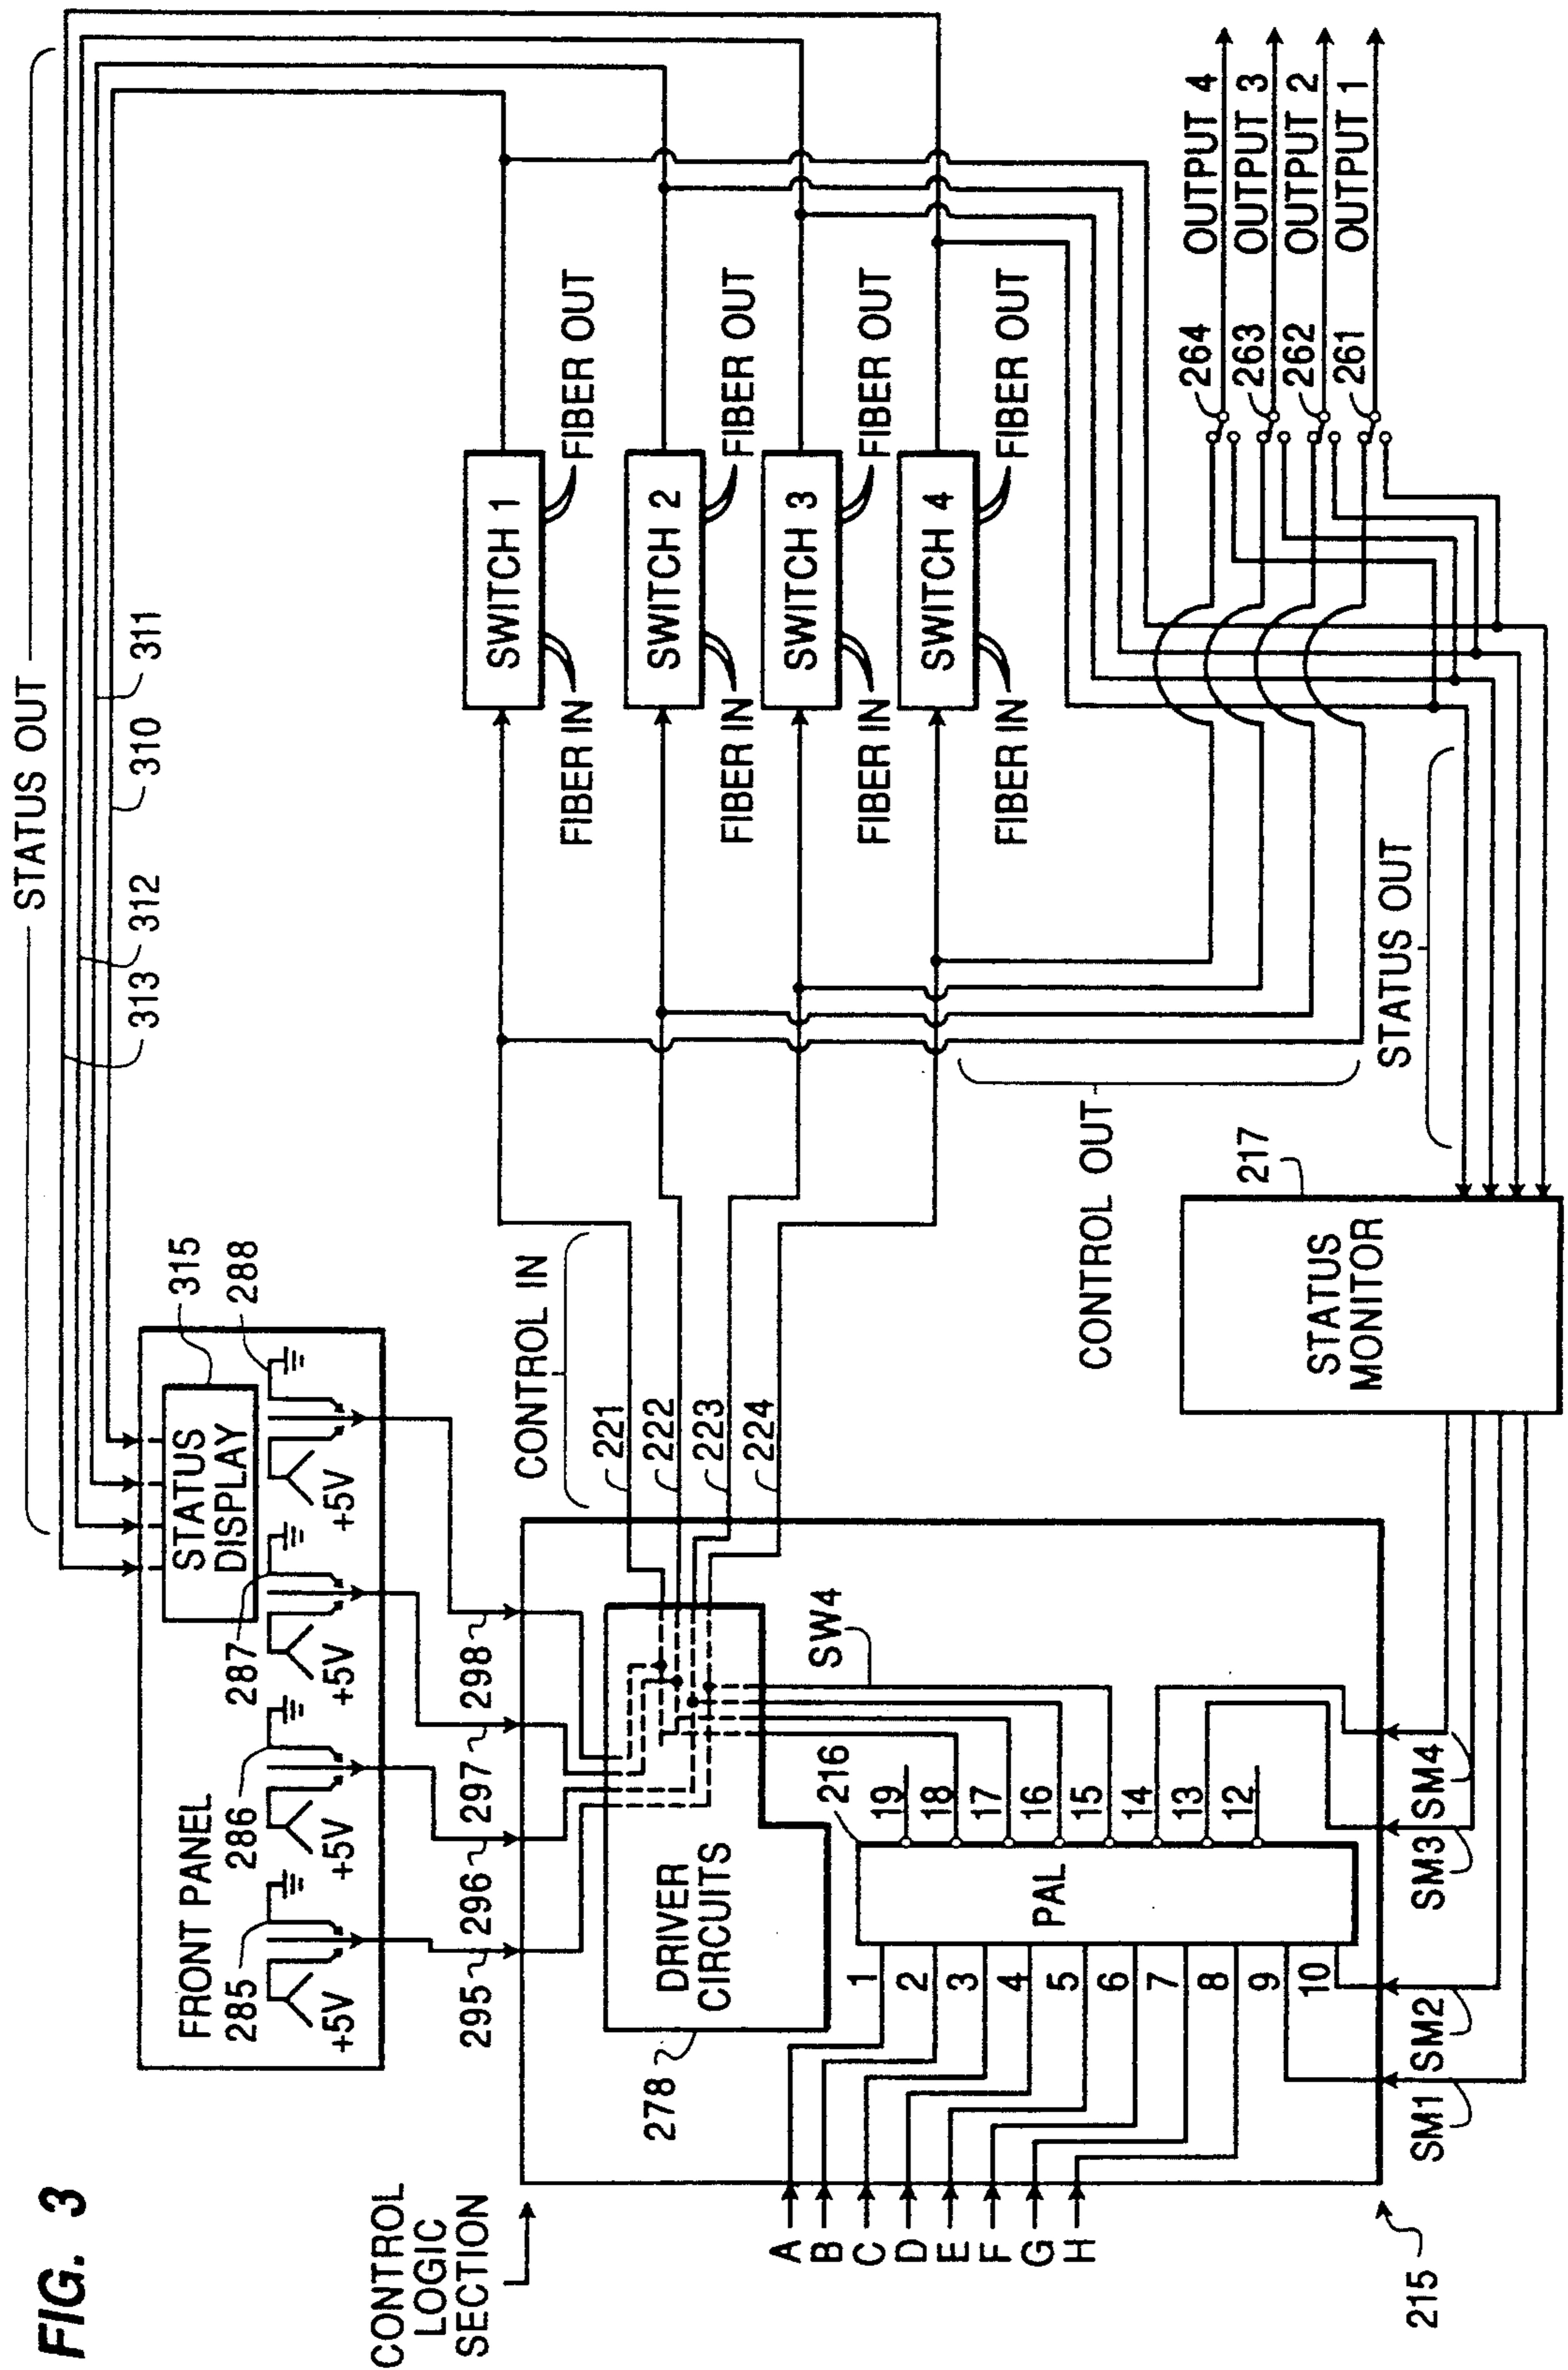 FIG. 3
STATUS OUT
313
312
310
311
FRONT PANEL
285
286
287
288
315
+5V
+5V
+5V
+5V
STATUS
DISPLAY
CONTROL
LOGIC
SECTION
295
296
297
298
CONTROL IN
221
222
223
224
SWITCH 1
FIBER IN
FIBER OUT
SWITCH 2
FIBER IN
FIBER OUT
SWITCH 3
FIBER IN
FIBER OUT
SWITCH 4
FIBER IN
FIBER OUT
278
DRIVER
CIRCUITS
SW4
A
B
C
D
E
F
G
H
1
2
3
4
5
6
7
8
9
10
PAL
216
19
18
17
16
15
14
13
12
CONTROL OUT
264
263
262
261
OUTPUT 4
OUTPUT 3
OUTPUT 2
OUTPUT 1
217
STATUS
MONITOR
STATUS OUT
215
SM1
SM2
SM3
SM4